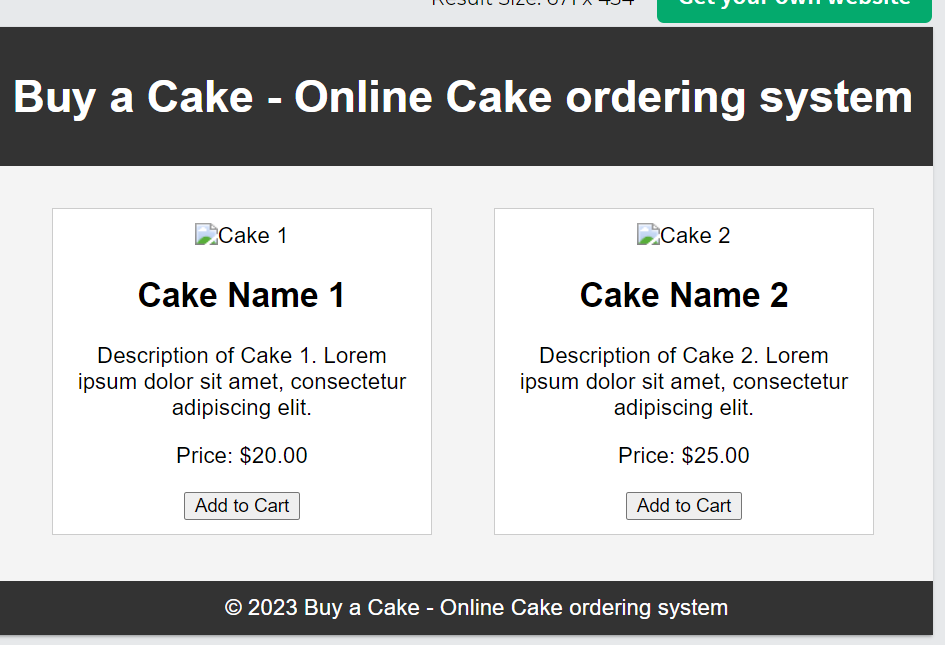 Result Size: 671 x 454
Get your own website
Buy a Cake - Online Cake ordering system
Cake 1
Cake Name 1
Description of Cake 1. Lorem
ipsum dolor sit amet, consectetur
adipiscing elit.
Price: $20.00
Add to Cart
Cake 2
Cake Name 2
Description of Cake 2. Lorem
ipsum dolor sit amet, consectetur
adipiscing elit.
Price: $25.00
Add to Cart
© 2023 Buy a Cake - Online Cake ordering system